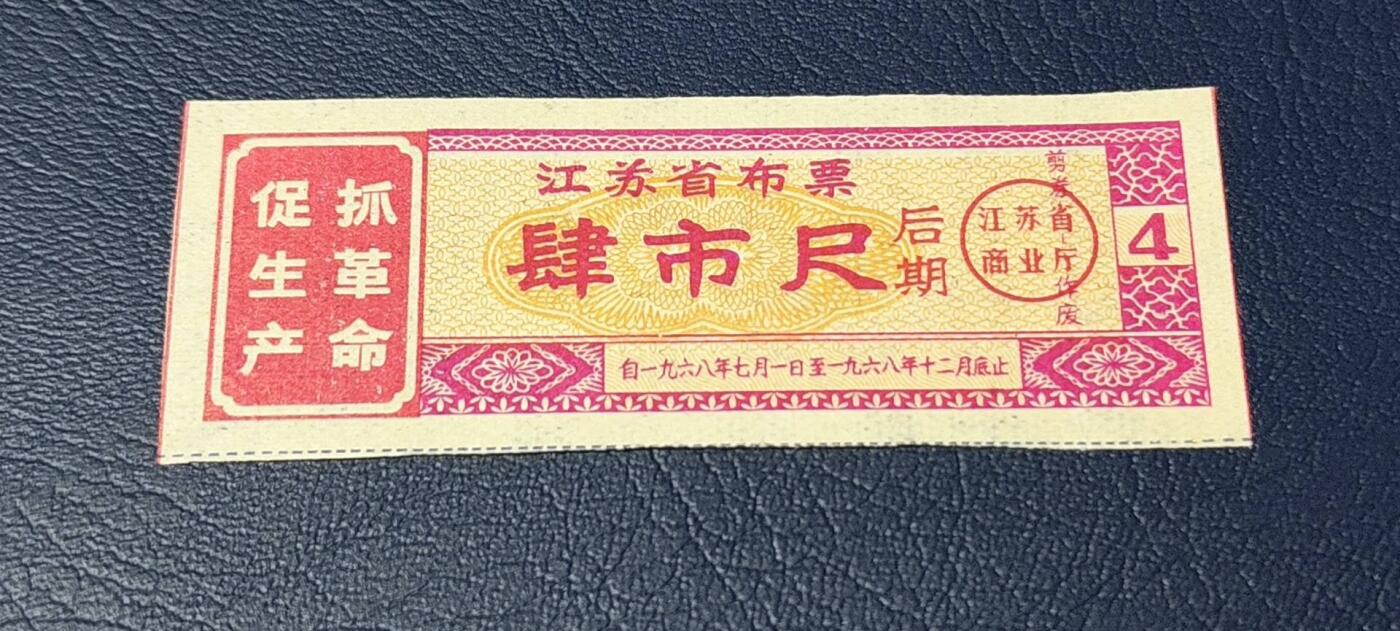 抓革命
促生产
江苏省布票
肆市尺
后期
江苏省
商业厅
作废
4
自一九六八年七月一日至一九六八年十二月底止